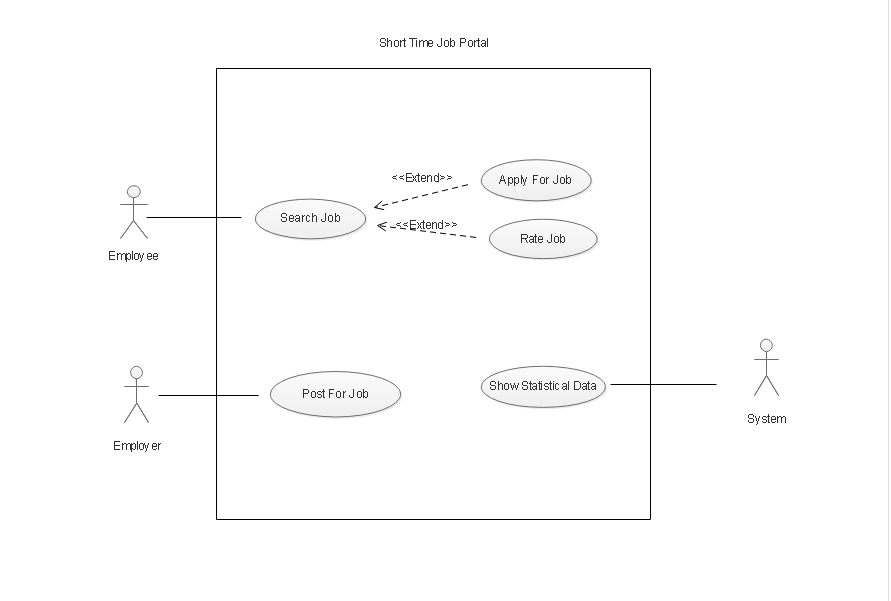 Short Time Job Portal
<<Extend>>
Apply For Job
Search Job
<<Extend>>
Rate Job
Employee
Post For Job
Show Statistical Data
System
Employer